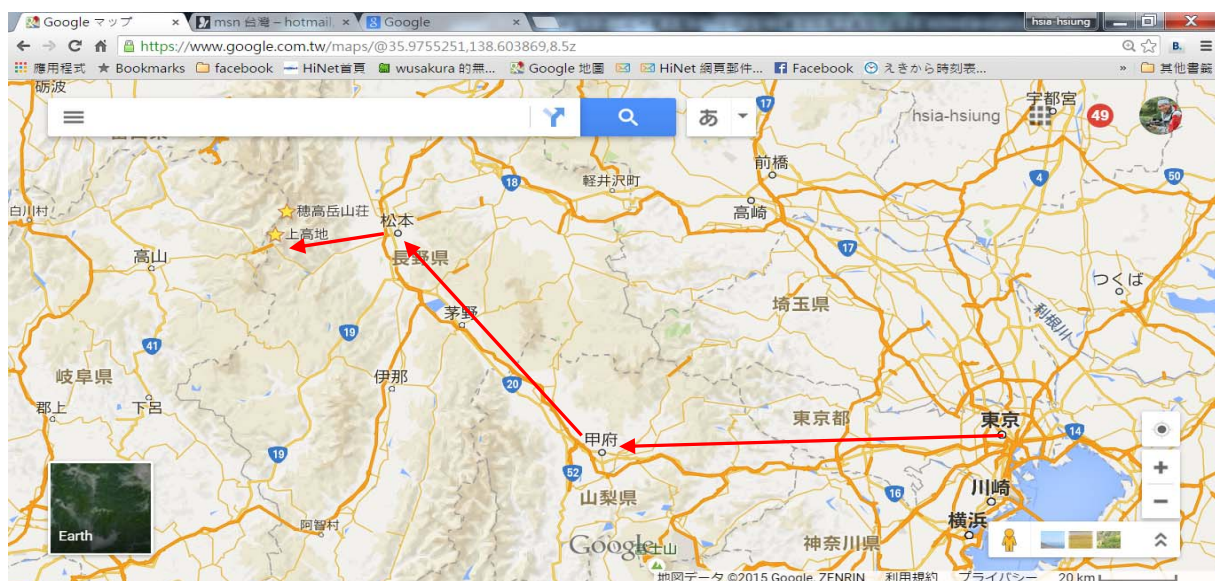 Google マップ ×
msn 台灣 – hotmail, ×
Google ×
hsia-hsiung
https://www.google.com.tw/maps/@35.9755251,138.603869,8.5z
應用程式
Bookmarks
facebook
HiNet首頁
wusakura 的無...
Google 地圖
HiNet 網頁郵件...
Facebook
えきから時刻表...
»
其他書籤
砺波
宇都宮
あ
17
hsia-hsiung
49
前橋
18
軽井沢町
4
50
白川村
穂高岳山荘
松本
高崎
上高地
17
高山
長野県
つくば
茅野
埼玉県
利根川
19
41
岐阜県
伊那
20
郡上
下呂
東京都
東京
14
甲府
19
52
川崎
16
山梨県
Earth
阿智村
横浜
神奈川県
Google
富士山
地図データ ©2015 Google, ZENRIN 利用規約 プライバシー 20 km